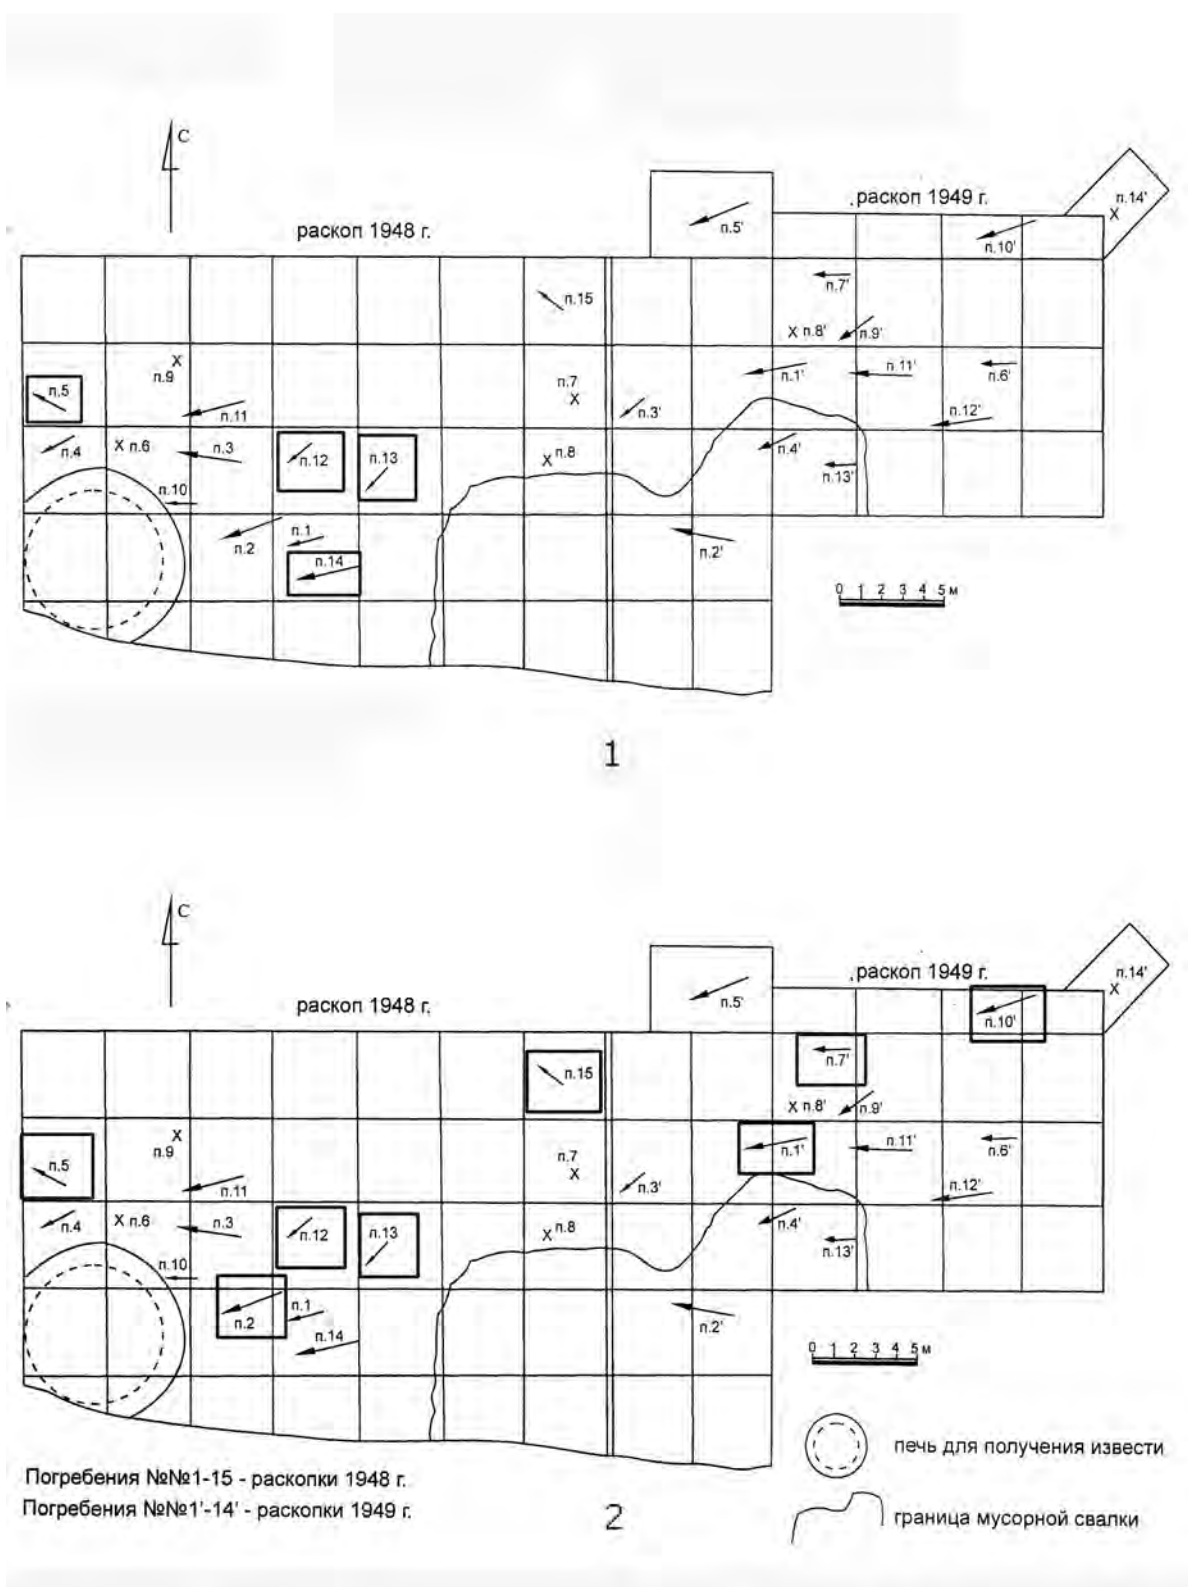 С
п.14'
раскоп 1949 г.
раскоп 1948 г.
п.5'
п.10'
п.7'
п.15
X п.8'
п.9'
X
п.9
п.5
п.7
X
п.1'
п.11'
п.6'
п.11
п.3'
п.12'
п.4
X п.6
п.3
п.12
п.13
X п.8
п.4'
п.13'
п.10
п.2
п.1
п.14
п.2'
0 1 2 3 4 5 м
1
С
п.14'
X
раскоп 1949 г.
раскоп 1948 г.
п.5'
п.10'
п.7'
п.15
X п.8'
п.9'
X
п.9
п.5
п.7
X
п.1'
п.11'
п.6'
п.11
п.3'
п.12'
п.4
X п.6
п.3
п.12
п.13
X п.8
п.4'
п.13'
п.10
п.2
п.1
п.14
п.2'
0 1 2 3 4 5 м
печь для получения извести
Погребения №№1-15 - раскопки 1948 г.
Погребения №№1'-14' - раскопки 1949 г.
2
граница мусорной свалки